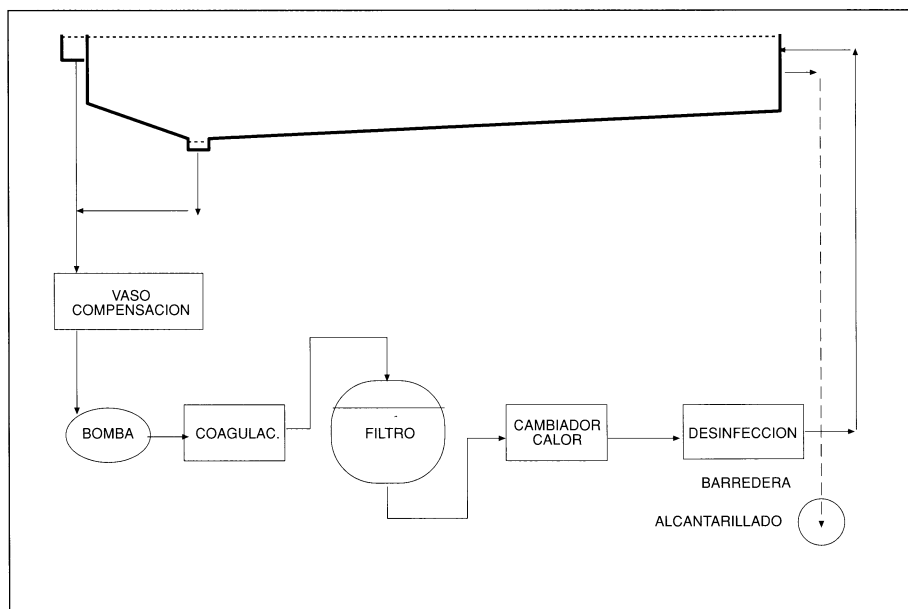 VASO
COMPENSACION
BOMBA
COAGULAC.
FILTRO
CAMBIADOR
CALOR
DESINFECCION
BARREDERA
ALCANTARILLADO